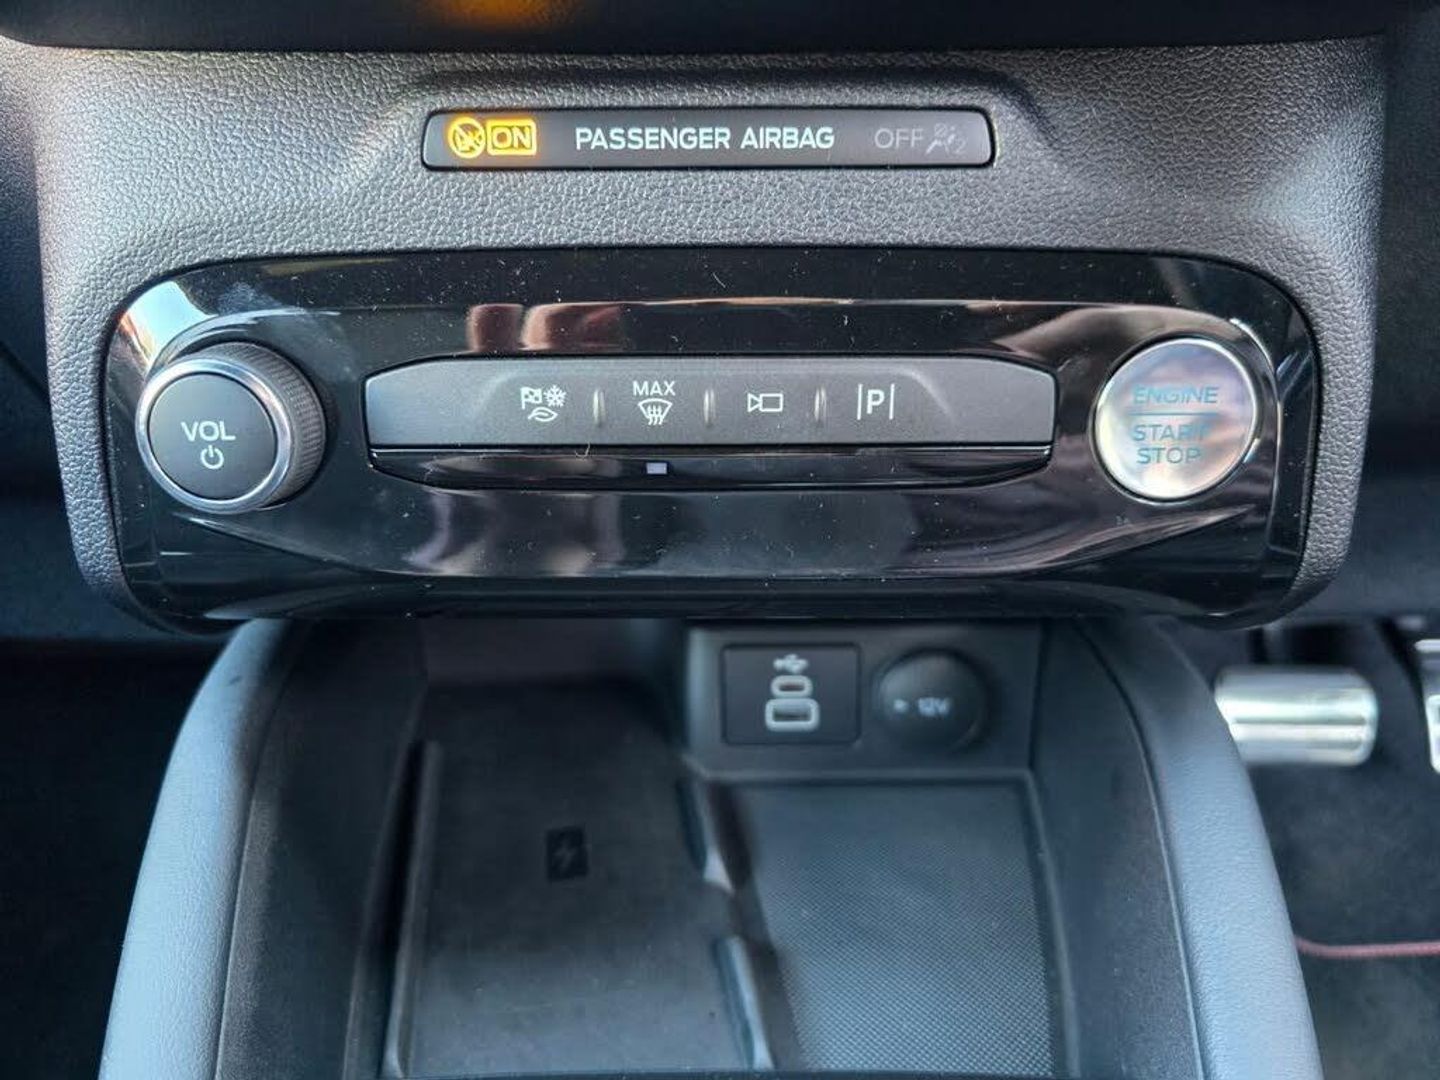 ON PASSENGER AIRBAG OFF
VOL
MAX
|P|
ENGINE
START
STOP
12V